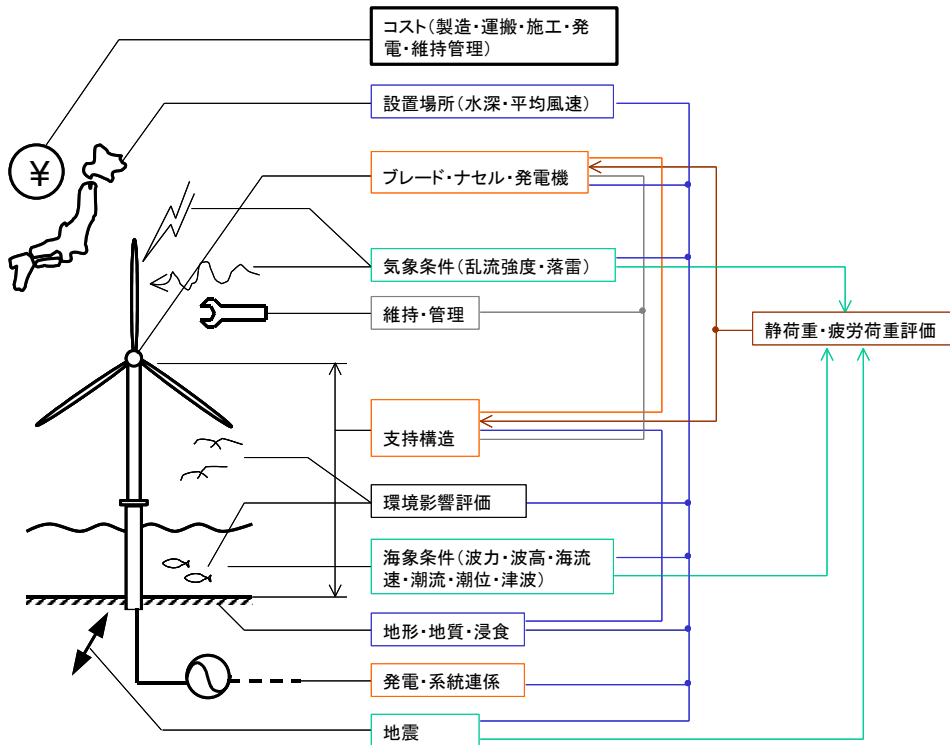 コスト(製造・運搬・施工・発
電・維持管理)
設置場所(水深・平均風速)
¥
ブレード・ナセル・発電機
気象条件(乱流強度・落雷)
維持・管理
静荷重・疲労荷重評価
支持構造
環境影響評価
海象条件(波力・波高・海流
速・潮流・潮位・津波)
地形・地質・浸食
発電・系統連係
地震